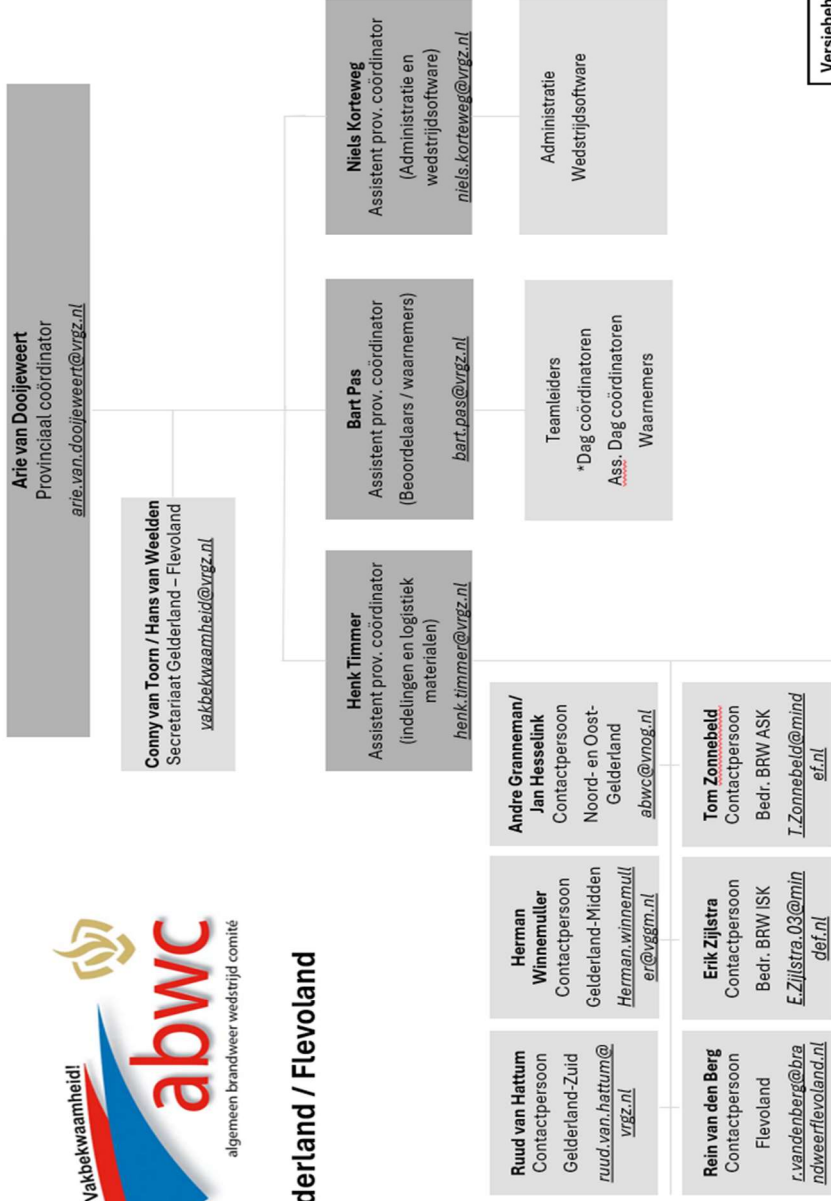 Vakbekwaamheid!
abwc
algemeen brandweer wedstrijd comité
derland / Flevoland
Arie van Dooijeweert
Provinciaal coördinator
arie.van.dooijeweert@vrgz.nl
Conny van Toorn / Hans van Weelden
Secretariaat Gelderland – Flevoland
vakbekwaamheid@vrgz.nl
Henk Timmer
Assistent prov. coördinator
(indelingen en logistiek
materialen)
henk.timmer@vrgz.nl
Bart Pas
Assistent prov. coördinator
(Beoordelaars / waarnemers)
bart.pas@vrgz.nl
Niels Korteweg
Assistent prov. coördinator
(Administratie en
wedstrijdsoftware)
niels.korteweg@vrgz.nl
Teamleiders
*Dag coördinatoren
Ass. Dag coördinatoren
Waarnemers
Administratie
Wedstrijdsoftware
Ruud van Hattum
Contactpersoon
Gelderland-Zuid
ruud.van.hattum@
vrgz.nl
Herman
Winnemuller
Contactpersoon
Gelderland-Midden
Herman.winnemull
er@vggm.nl
Andre Granneman/
Jan Hesselink
Contactpersoon
Noord- en Oost-
Gelderland
abwc@vnog.nl
Rein van den Berg
Contactpersoon
Flevoland
r.vandenberg@bra
ndweerflevoland.nl
Erik Zijlstra
Contactpersoon
Bedr. BRW ISK
E.Zijlstra.03@min
def.nl
Tom Zonnebeld
Contactpersoon
Bedr. BRW ASK
T.Zonnebeld@mind
ef.nl